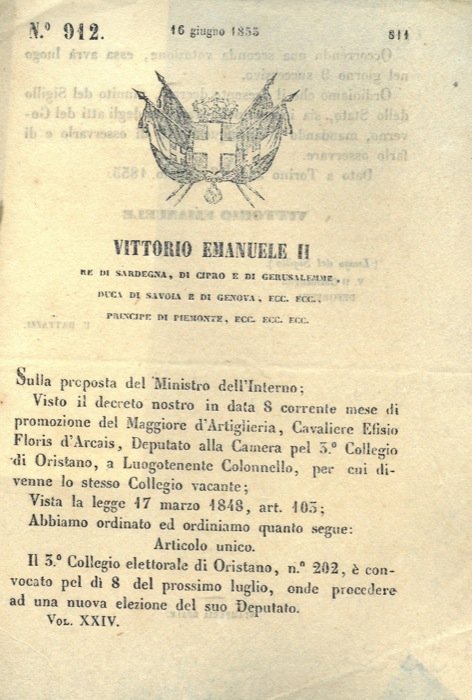 N.° 912.
16 giugno 1855
811
VITTORIO EMANUELE II
RE DI SARDEGNA, DI CIPRO E DI GERUSALEMME,
DUCA DI SAVOIA E DI GENOVA, ECC. ECC.,
PRINCIPE DI PIEMONTE, ECC. ECC. ECC.
Sulla proposta del Ministro dell'Interno;
Visto il decreto nostro in data 8 corrente mese di
promozione del Maggiore d'Artiglieria, Cavaliere Efisio
Floris d'Arcais, Deputato alla Camera pel 3.° Collegio
di Oristano, a Luogotenente Colonnello, per cui di-
venne lo stesso Collegio vacante;
Vista la legge 17 marzo 1848, art. 103;
Abbiamo ordinato ed ordiniamo quanto segue:
Articolo unico.
Il 3.° Collegio elettorale di Oristano, n.° 202, è con-
vocato pel dì 8 del prossimo luglio, onde procedere
ad una nuova elezione del suo Deputato.
VOL. XXIV.